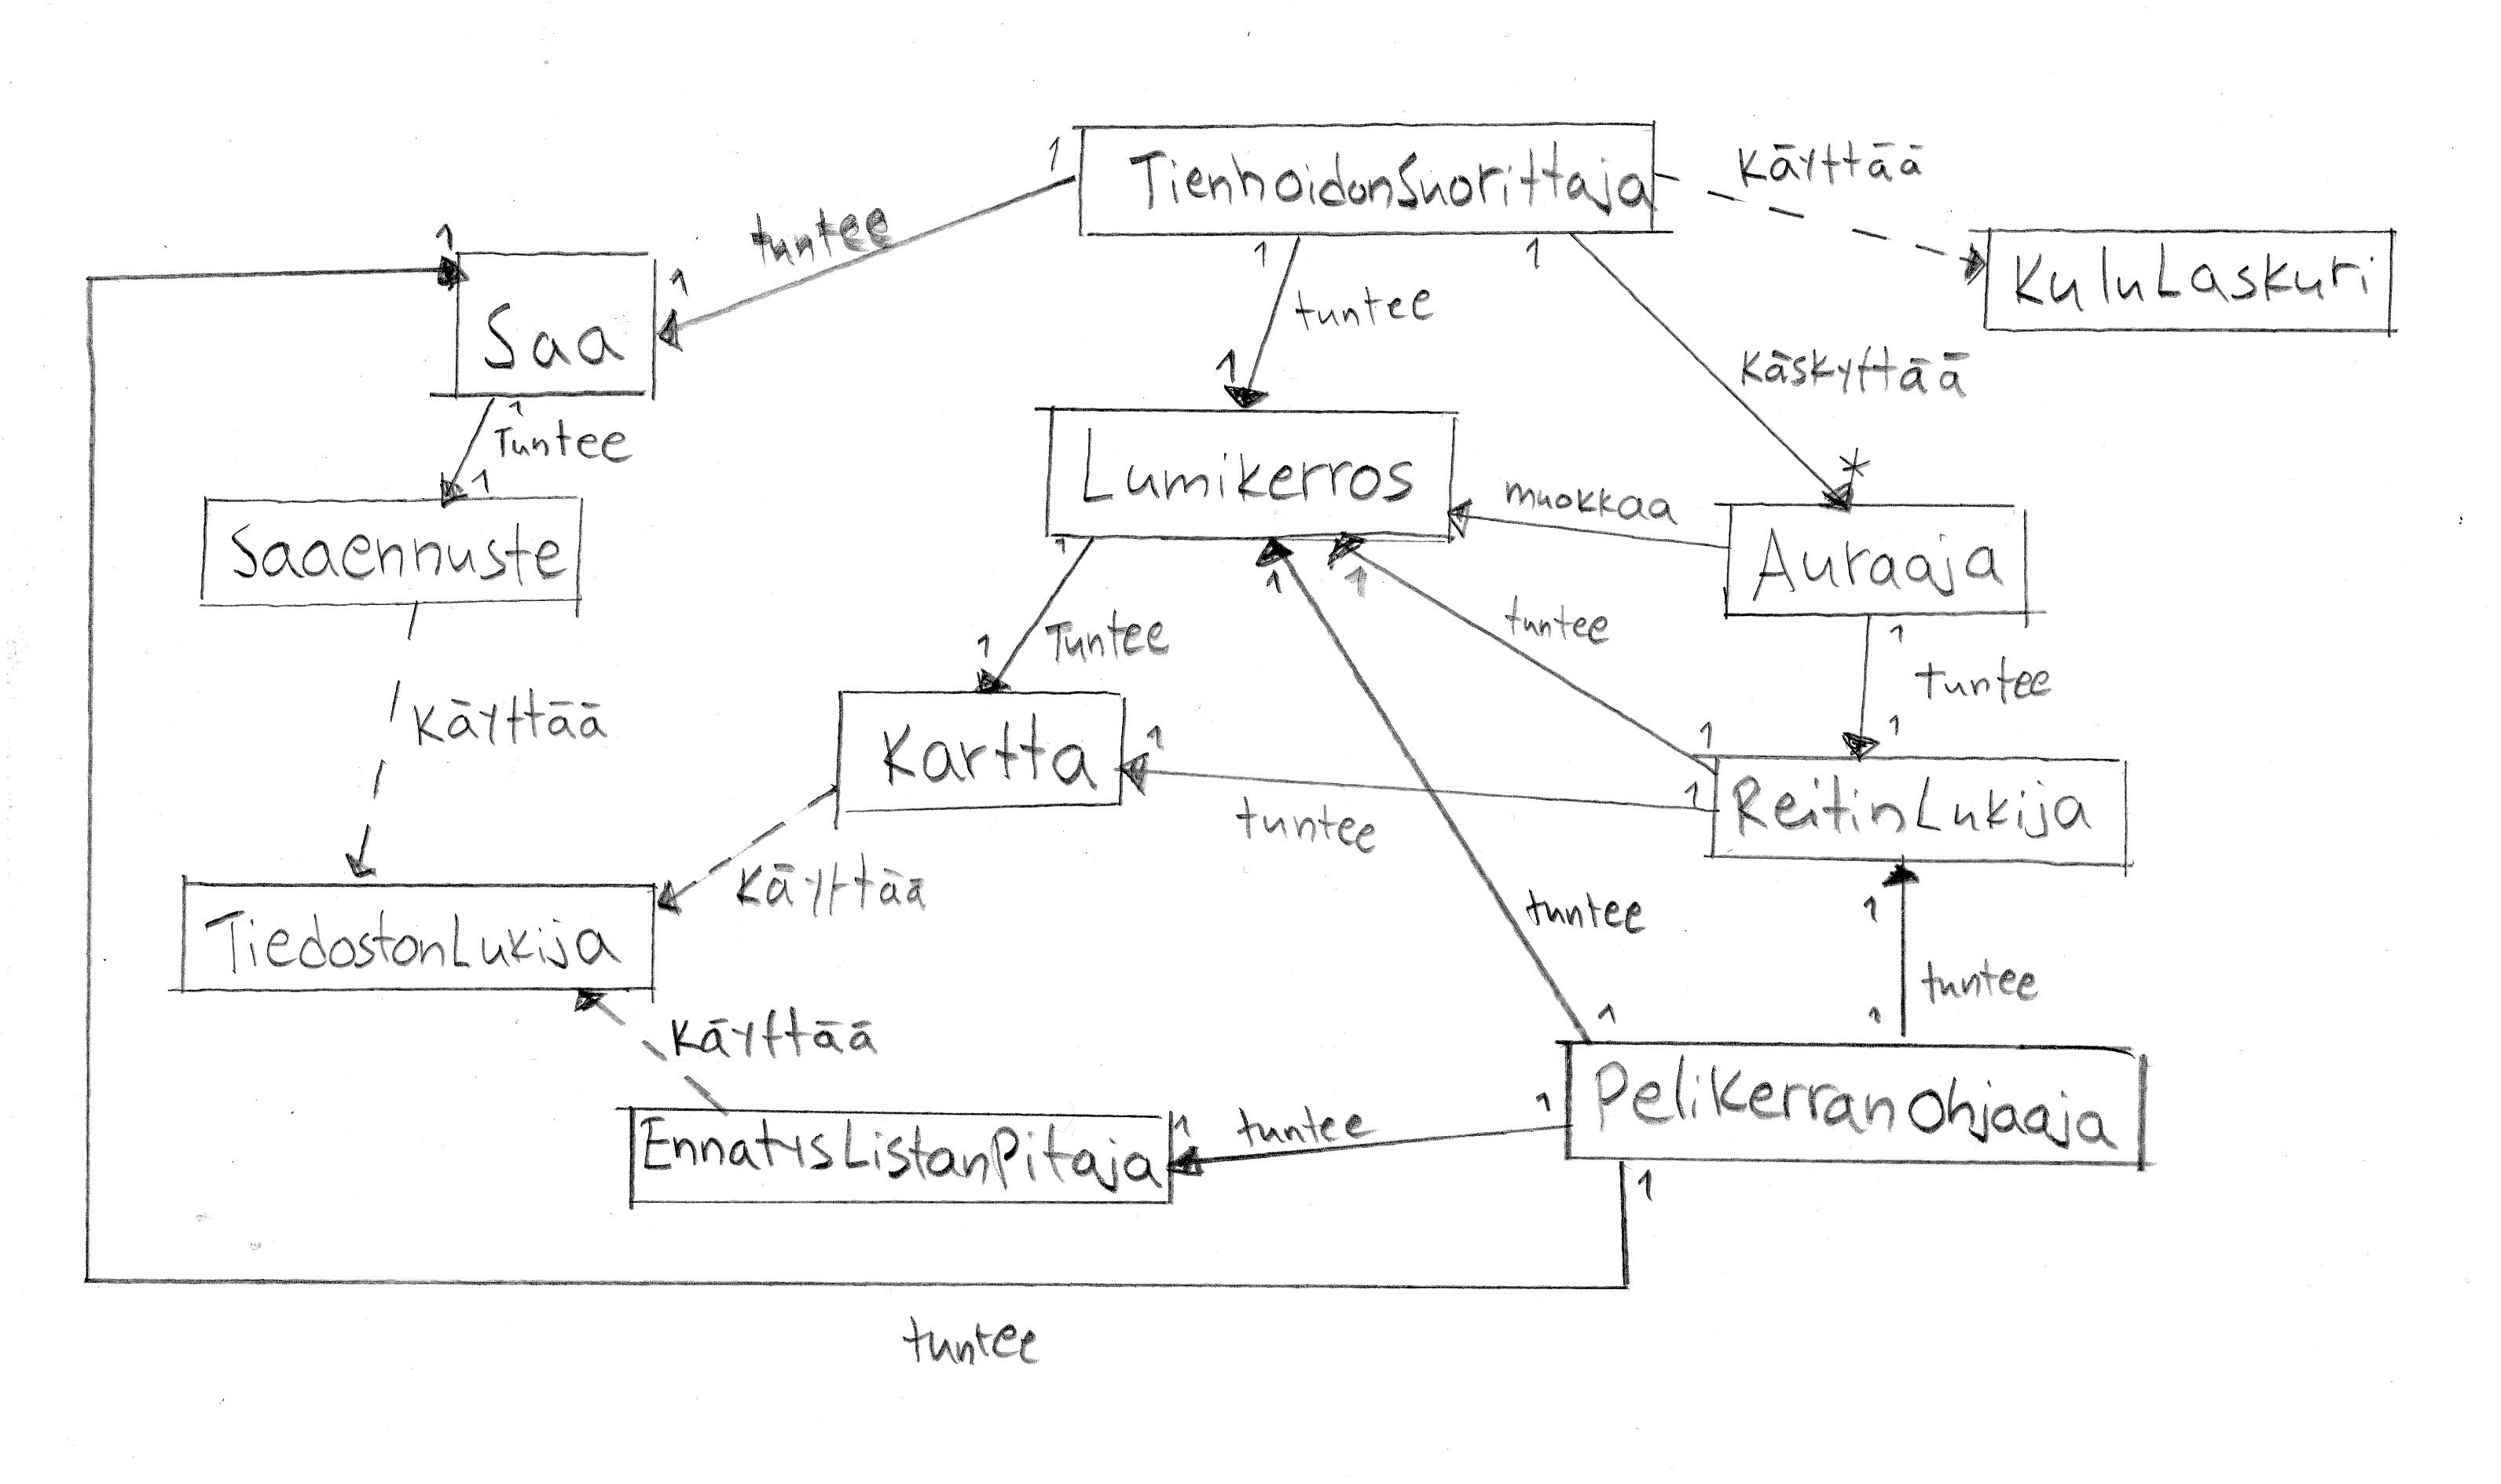 1
TienhoidonSuorittaja
Käyttää
tuntee
1
1
1
1
KuluLaskuri
Saa
tuntee
1
Käskyttää
1
Tuntee
1
Lumikerros
*
muokkaa
Saaennuste
1
Auraaja
1
1
1
tuntee
Tuntee
1
tuntee
Käyttää
1
1
1
Kartta
1
1
ReitinLukija
tuntee
Käyttää
tuntee
1
TiedostonLukija
tuntee
Käyttää
1
1
PeliKerranOhjaaja
1
tuntee
1
EnnatysListanPitaja
1
tuntee